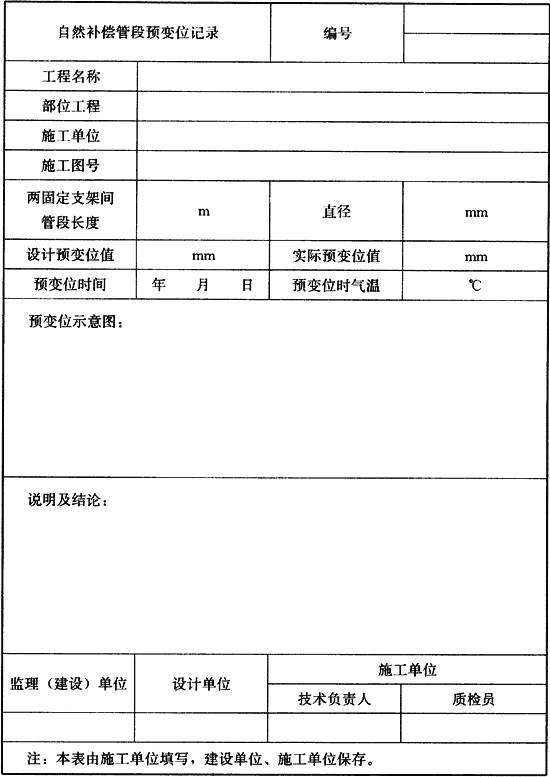 自然补偿管段预变位记录 编号
工程名称
部位工程
施工单位
施工图号
两固定支架间
管段长度 m 直径 mm
设计预变位值 mm 实际预变位值 mm
预变位时间 年 月 日 预变位时气温 ℃
预变位示意图：
说明及结论：
监理（建设）单位 设计单位 施工单位
技术负责人 质检员
注：本表由施工单位填写，建设单位、施工单位保存。